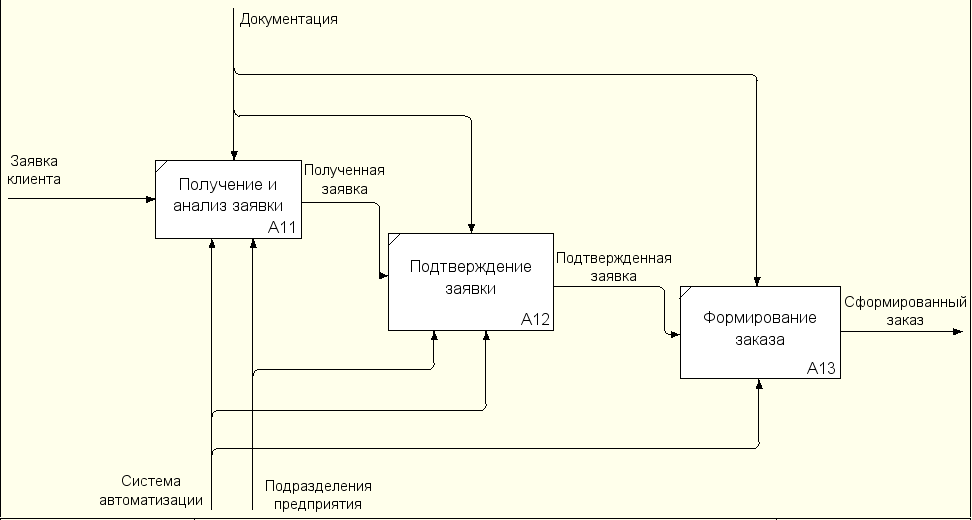 Документация
Заявка
клиента
Получение и
анализ заявки
A11
Полученная
заявка
Подтверждение
заявки
A12
Подтвержденная
заявка
Формирование
заказа
A13
Сформированный
заказ
Система
автоматизации
Подразделения
предприятия